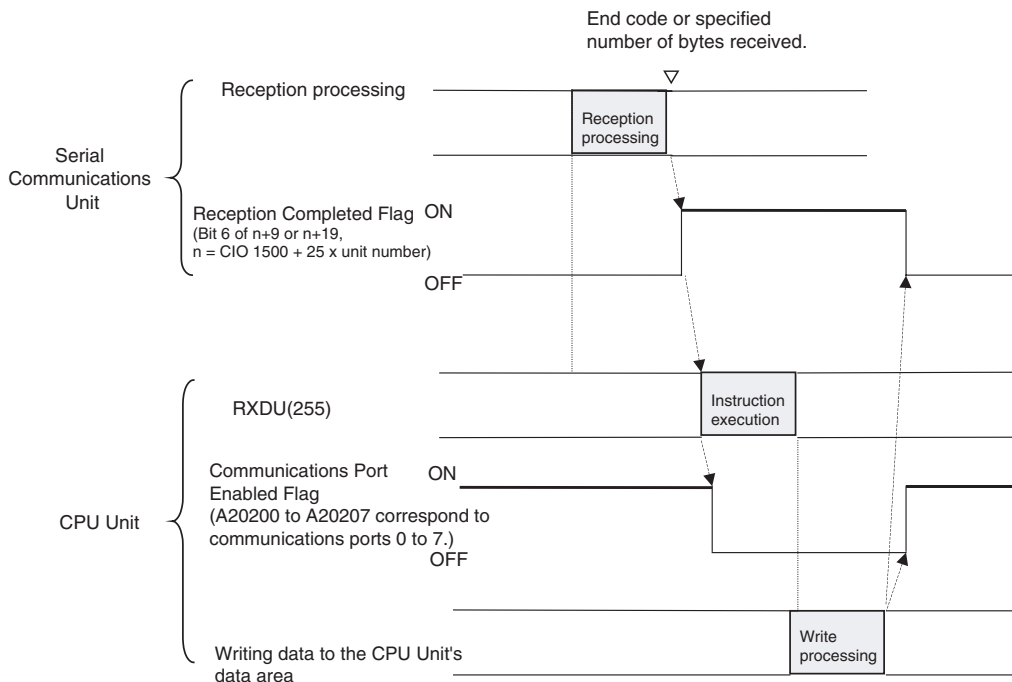 End code or specified
number of bytes received.
Reception processing
Reception
processing
Serial
Communications
Unit
Reception Completed Flag
(Bit 6 of n+9 or n+19,
n = CIO 1500 + 25 x unit number)
ON
OFF
RXDU(255)
Instruction
execution
Communications Port
Enabled Flag
(A20200 to A20207 correspond to
communications ports 0 to 7.)
ON
OFF
CPU Unit
Write
processing
Writing data to the CPU Unit's
data area